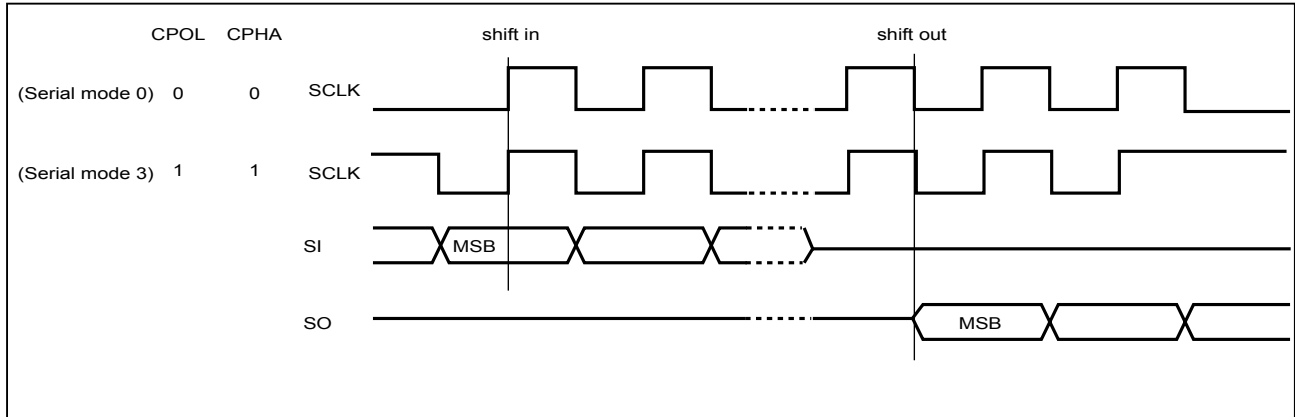 CPOL CPHA shift in shift out
(Serial mode 0) 0 0 SCLK
(Serial mode 3) 1 1 SCLK
SI MSB
SO MSB